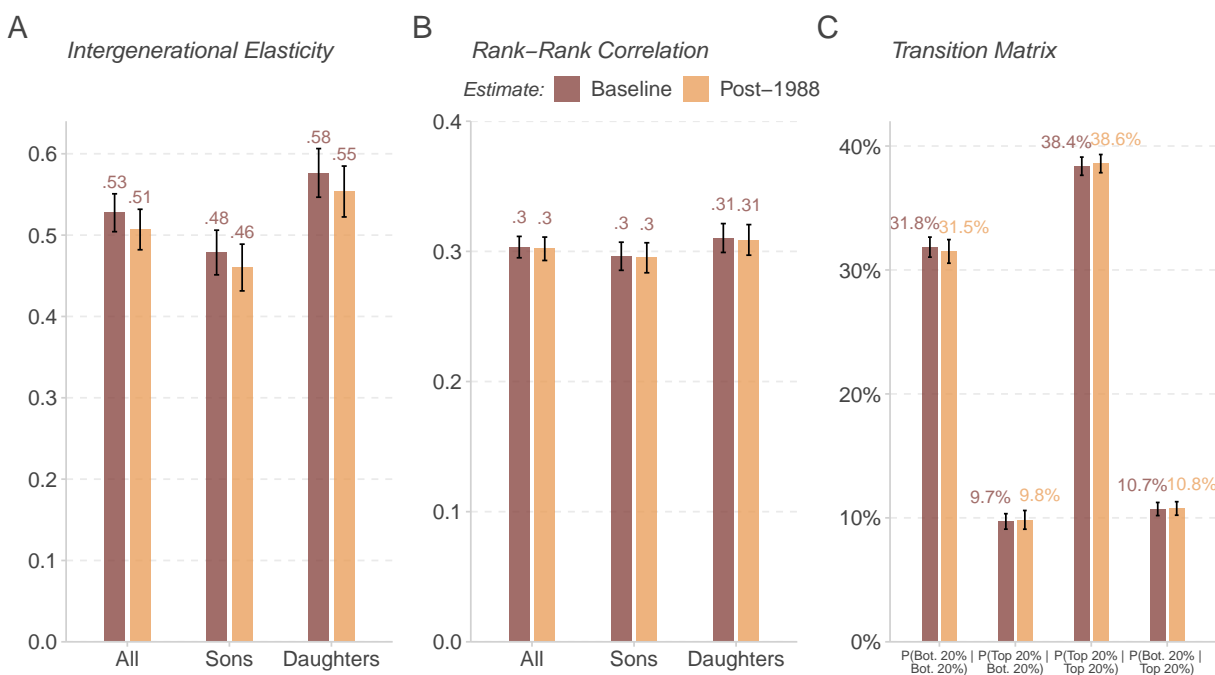 A
Intergenerational Elasticity
0.6
0.5
0.4
0.3
0.2
0.1
0.0
.53
.51
.48
.46
.58
.55
All
Sons
Daughters
B
Rank−Rank Correlation
Estimate: Baseline Post−1988
0.4
0.3
0.2
0.1
0.0
.3
.3
.3
.3
.31
.31
All
Sons
Daughters
C
Transition Matrix
40%
30%
20%
10%
0%
31.8%
31.5%
9.7%
9.8%
38.4%
38.6%
10.7%
10.8%
P(Bot. 20% |
Bot. 20%)
P(Top 20% |
Bot. 20%)
P(Top 20% |
Top 20%)
P(Bot. 20% |
Top 20%)